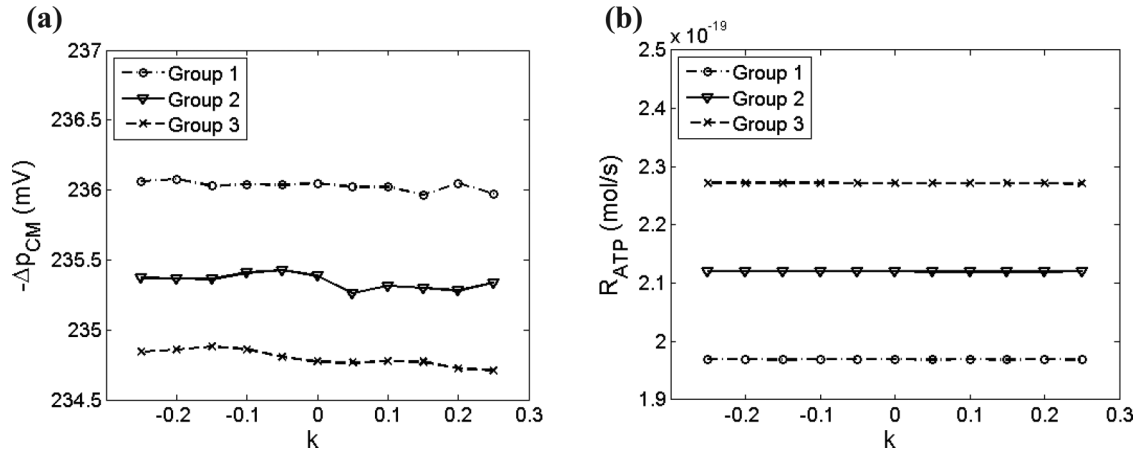 (a)
237
236.5
236
235.5
235
234.5
-Δp_CM (mV)
Group 1
Group 2
Group 3
-0.2
-0.1
0
0.1
0.2
0.3
k
(b)
x 10^-19
2.5
2.4
2.3
2.2
2.1
2
1.9
R_ATP (mol/s)
Group 1
Group 2
Group 3
-0.2
-0.1
0
0.1
0.2
0.3
k